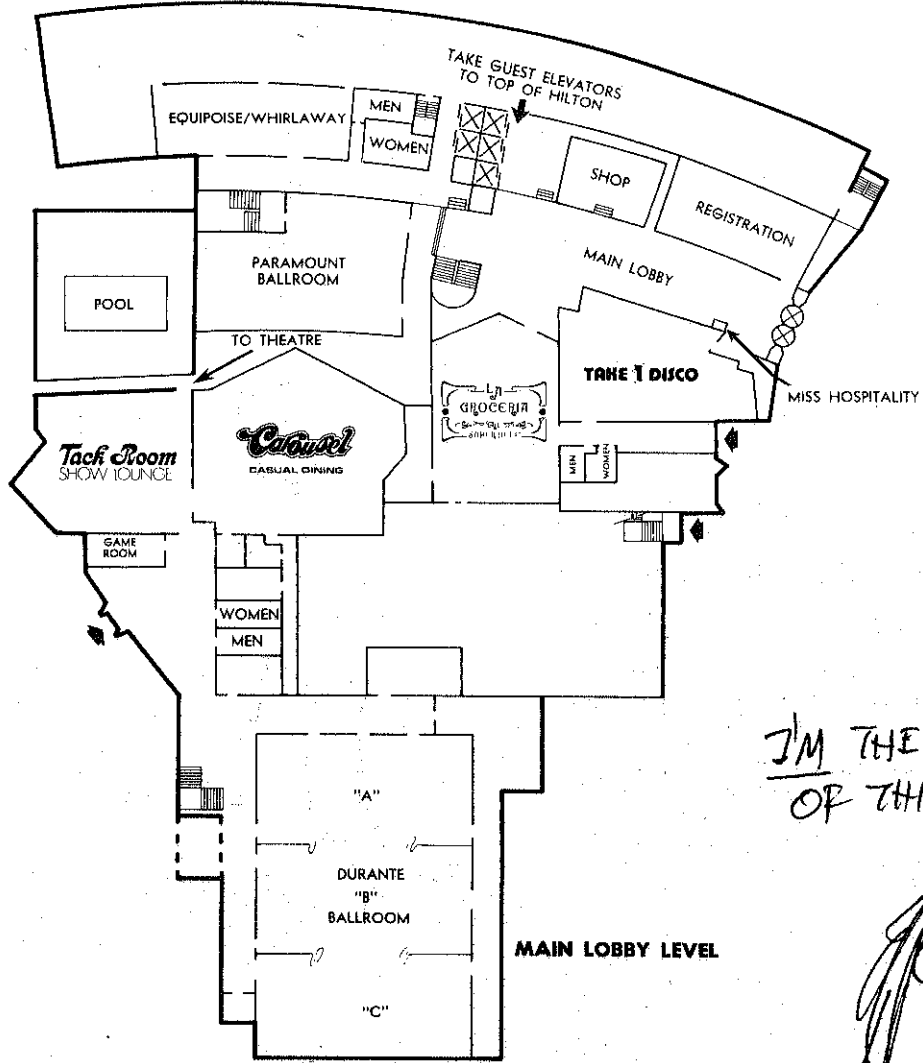 TAKE GUEST ELEVATORS
TO TOP OF HILTON
EQUIPOISE/WHIRLAWAY
MEN
WOMEN
SHOP
REGISTRATION
MAIN LOBBY
PARAMOUNT
BALLROOM
POOL
TO THEATRE
TAKE 1 DISCO
MISS HOSPITALITY
LA
GROCERIA
Tack Room
SHOW LOUNGE
Carousel
CASUAL DINING
MEN
WOMEN
GAME
ROOM
WOMEN
MEN
"A"
DURANTE
"B"
BALLROOM
"C"
MAIN LOBBY LEVEL
I'M THE
OF